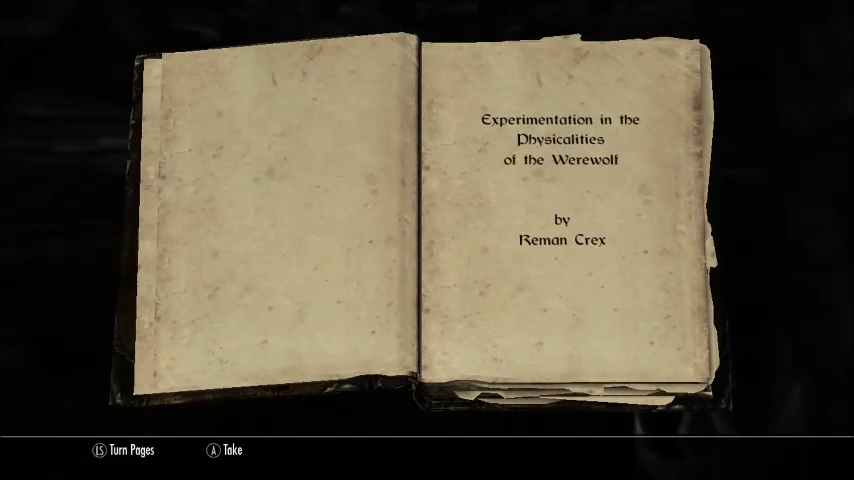 Experimentation in the
Physicalities
of the Werewolf
by
Reman Crex
LS Turn Pages
A Take